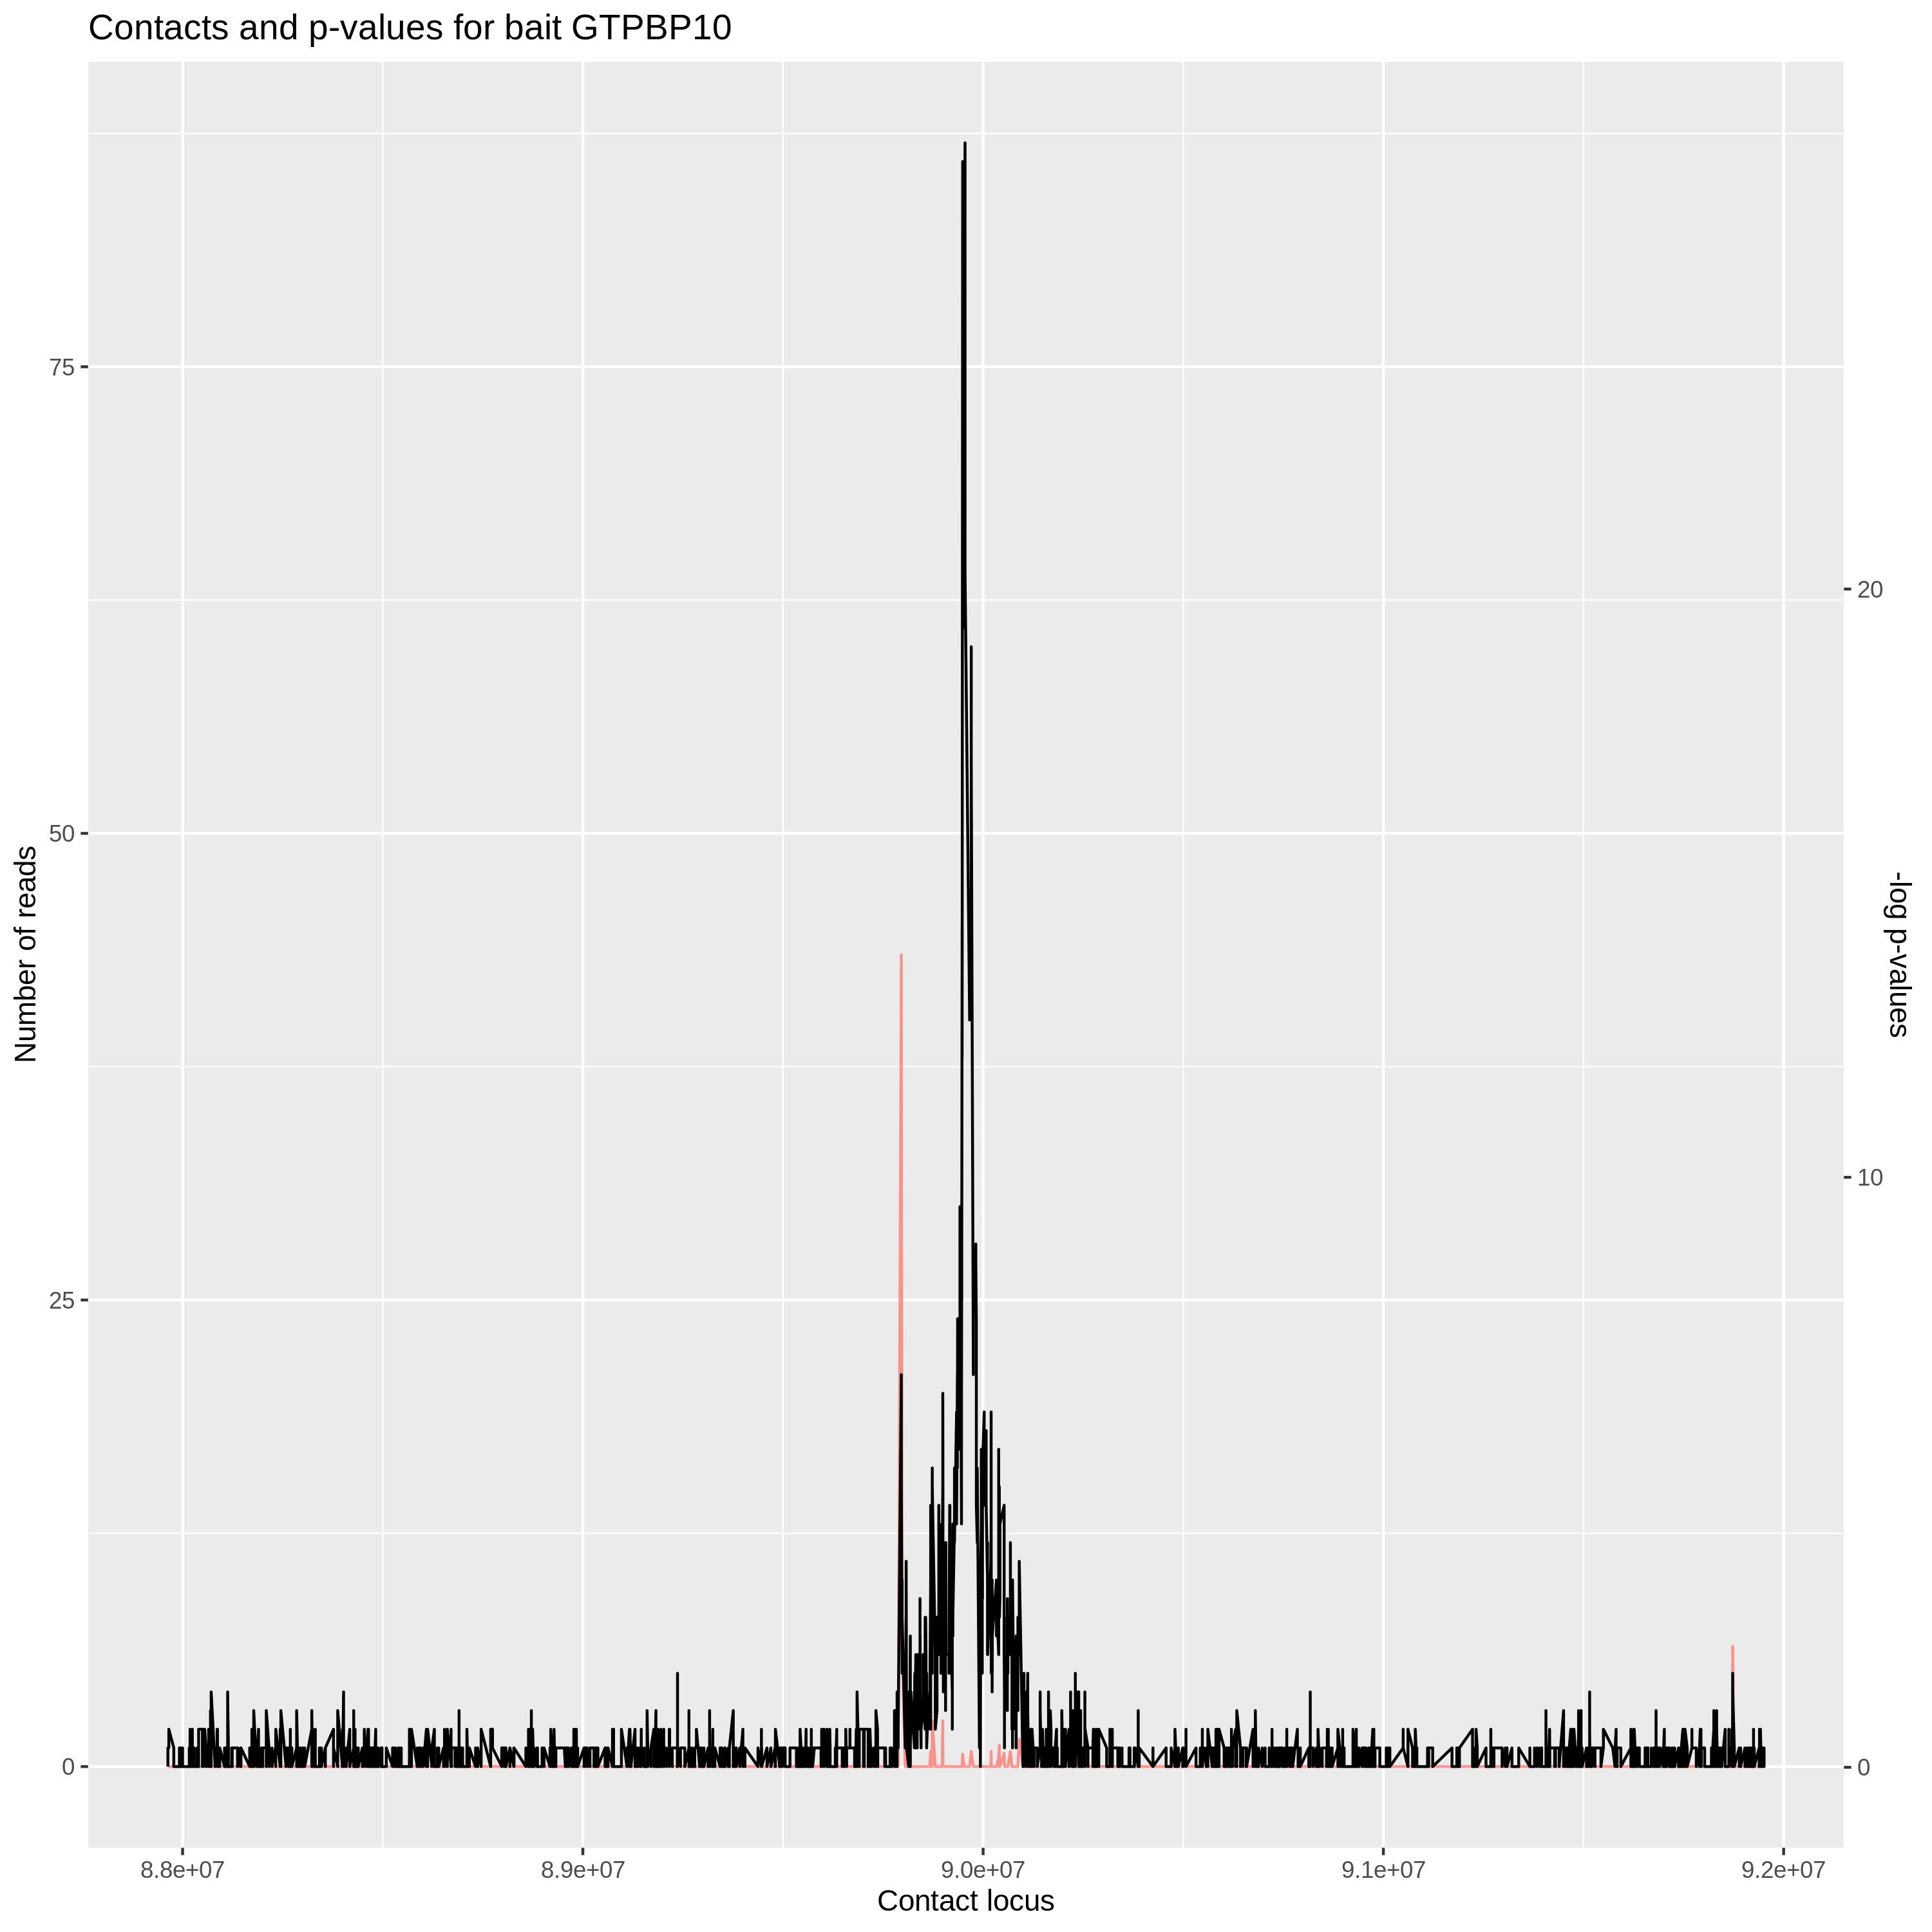 Contacts and p-values for bait GTPBP10
Number of reads
75
50
25
0
-log p-values
20
10
0
8.8e+07 8.9e+07 9.0e+07 9.1e+07 9.2e+07
Contact locus